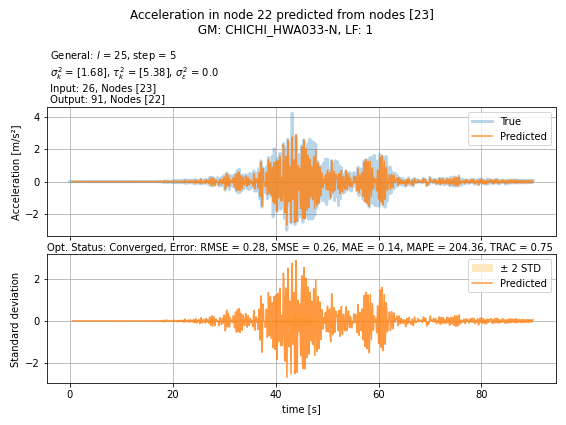 Acceleration in node 22 predicted from nodes [23]
GM: CHICHI_HWA033-N, LF: 1
General: l = 25, step = 5
σ²ₖ = [1.68], τ²ₖ = [5.38], σ²ε = 0.0
Input: 26, Nodes [23]
Output: 91, Nodes [22]
Acceleration [m/s²]
4
2
0
−2
True
Predicted
Opt. Status: Converged, Error: RMSE = 0.28, SMSE = 0.26, MAE = 0.14, MAPE = 204.36, TRAC = 0.75
Standard deviation
2
0
−2
± 2 STD
Predicted
0 20 40 60 80
time [s]